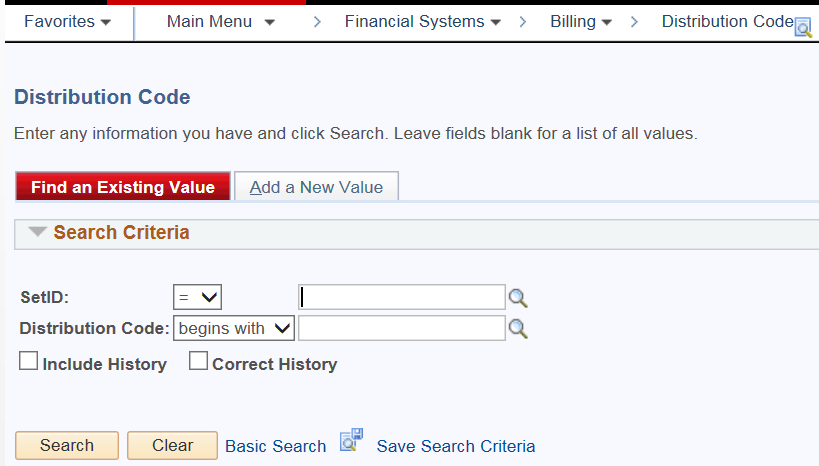 Favorites Main Menu > Financial Systems > Billing > Distribution Code
Distribution Code
Enter any information you have and click Search. Leave fields blank for a list of all values.
Find an Existing Value Add a New Value
Search Criteria
SetID: =
Distribution Code: begins with
Include History Correct History
Search Clear Basic Search Save Search Criteria